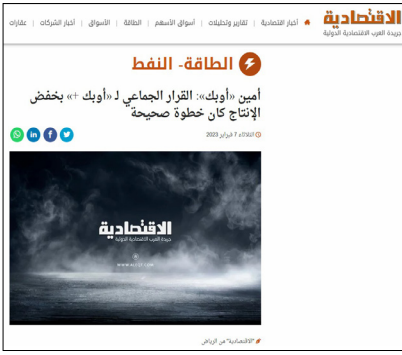 الاقتصادية
جريدة العرب الاقتصادية الدولية
أخبار اقتصادية | تقارير وتحليلات | أسواق الأسهم | الطاقة | الأسواق | أخبار الشركات | عقارات
الطاقة- النفط
أمين «أوبك»: القرار الجماعي لـ «أوبك +» بخفض
الإنتاج كان خطوة صحيحة
الثلاثاء 7 فبراير 2023
الاقتصادية
جريدة العرب الاقتصادية الدولية
"الاقتصادية" من الرياض